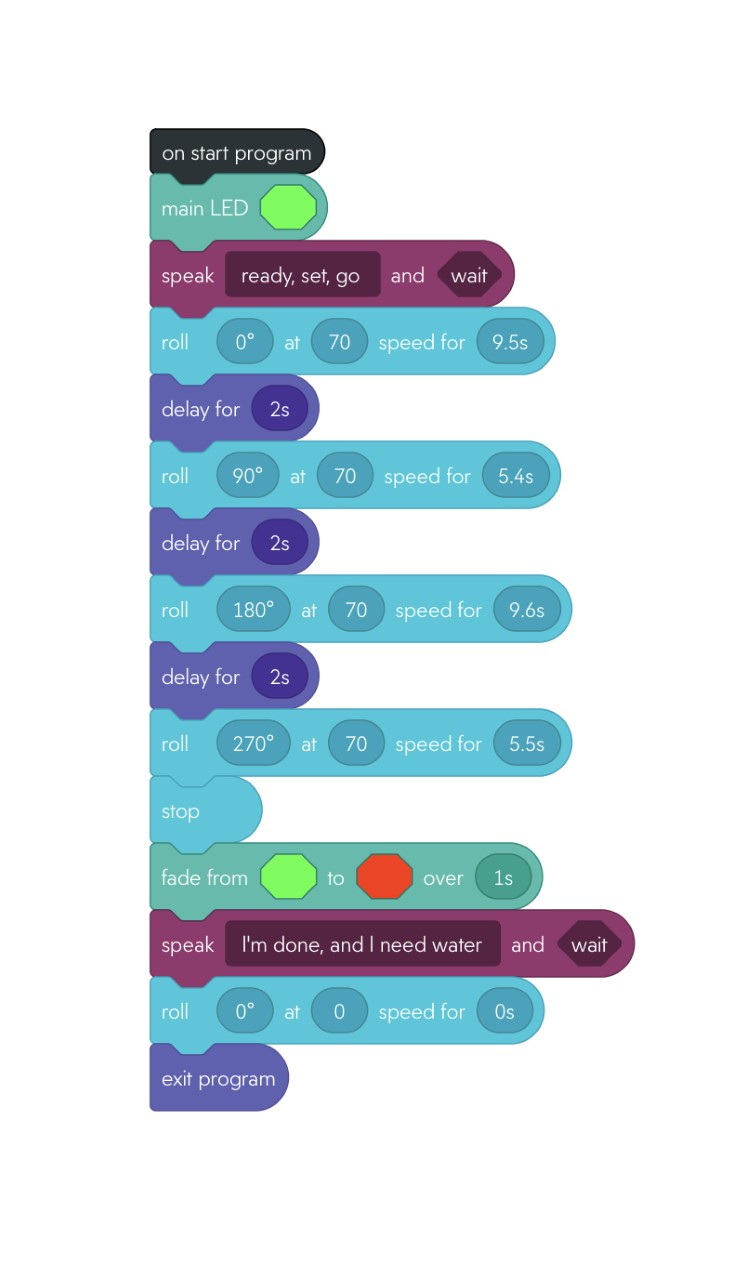 on start program
main LED
speak ready, set, go and wait
roll 0° at 70 speed for 9.5s
delay for 2s
roll 90° at 70 speed for 5.4s
delay for 2s
roll 180° at 70 speed for 9.6s
delay for 2s
roll 270° at 70 speed for 5.5s
stop
fade from to over 1s
speak I'm done, and I need water and wait
roll 0° at 0 speed for 0s
exit program